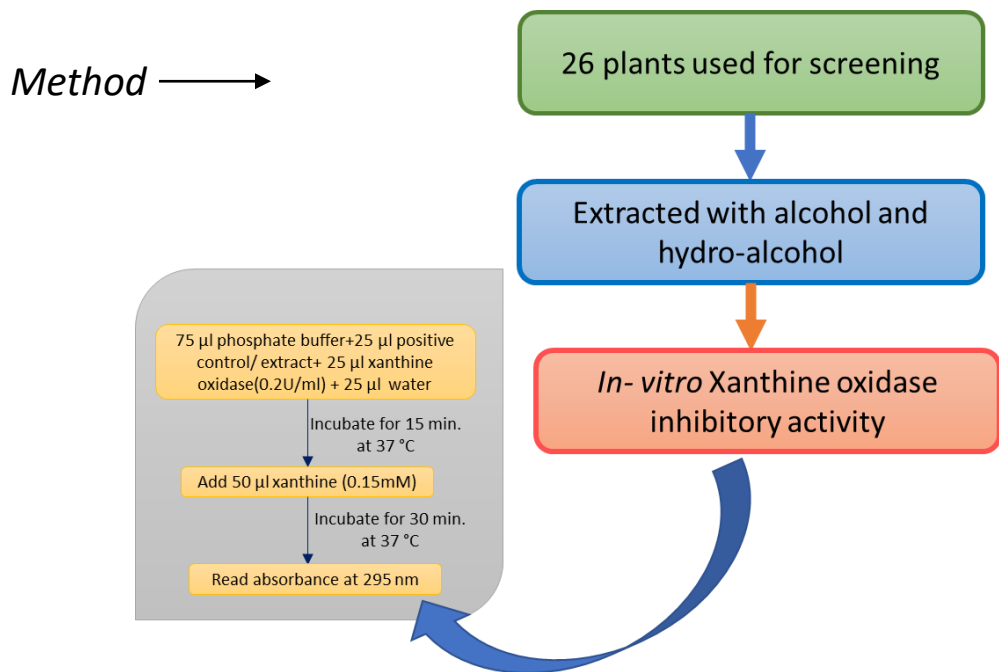 Method
26 plants used for screening
Extracted with alcohol and
hydro-alcohol
In- vitro Xanthine oxidase
inhibitory activity
75 µl phosphate buffer+25 µl positive
control/ extract+ 25 µl xanthine
oxidase(0.2U/ml) + 25 µl  water
Incubate for 15 min.
at 37 °C
Add 50 µl xanthine (0.15mM)
Incubate for 30 min.
at 37 °C
Read absorbance at 295 nm